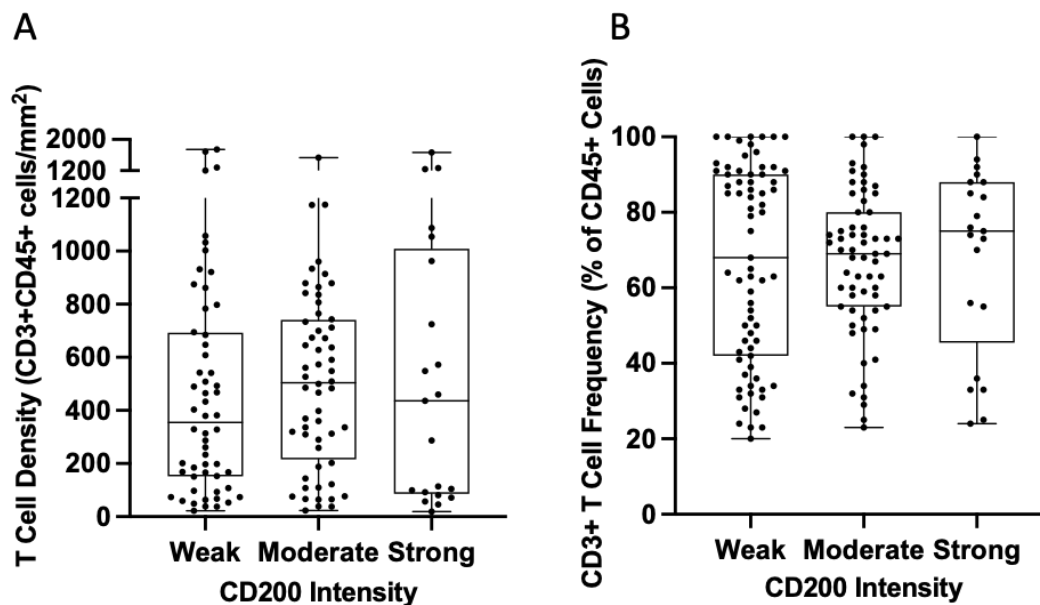 A
B
T Cell Density (CD3+CD45+ cells/mm²)
2000
1200
1200
1000
800
600
400
200
0
Weak Moderate Strong
CD200 Intensity
CD3+ T Cell Frequency (% of CD45+ Cells)
100
80
60
40
20
0
Weak Moderate Strong
CD200 Intensity